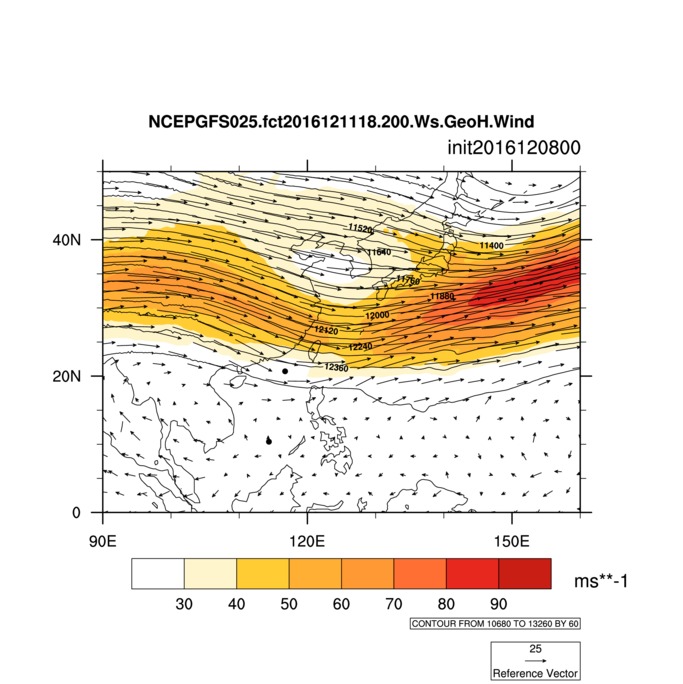 NCEPGFS025.fct2016121118.200.Ws.GeoH.Wind
init2016120800
11520
11400
40N
11640
11760
11880
12000
12120
12240
12360
20N
0
90E 120E 150E
ms**-1
30 40 50 60 70 80 90
CONTOUR FROM 10680 TO 13260 BY 60
25
Reference Vector